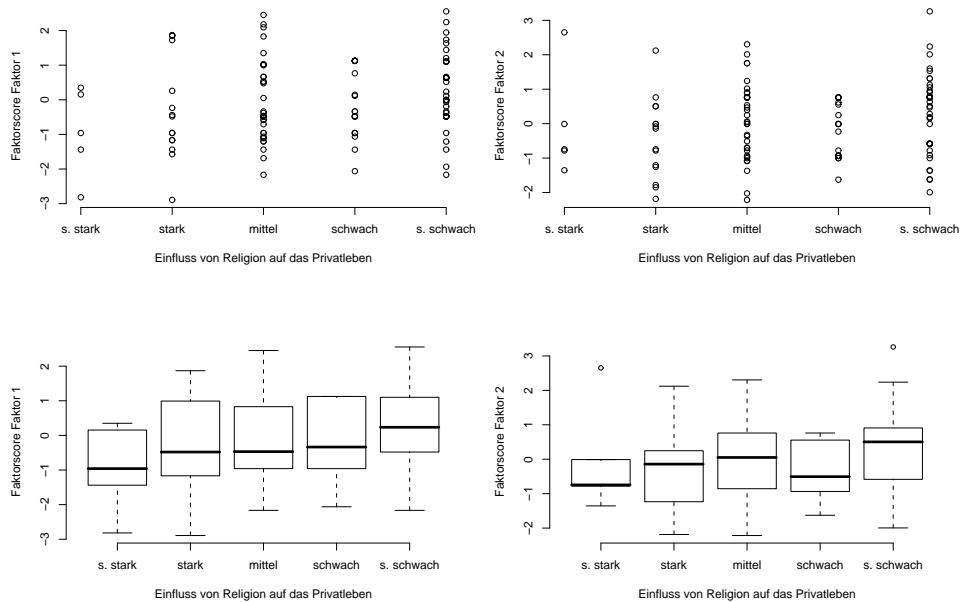 Faktorscore Faktor 1
2
1
0
−1
−2
−3
s. stark stark mittel schwach s. schwach
Einfluss von Religion auf das Privatleben
Faktorscore Faktor 2
3
2
1
0
−1
−2
s. stark stark mittel schwach s. schwach
Einfluss von Religion auf das Privatleben
Faktorscore Faktor 1
2
1
0
−1
−2
−3
s. stark stark mittel schwach s. schwach
Einfluss von Religion auf das Privatleben
Faktorscore Faktor 2
3
2
1
0
−1
−2
s. stark stark mittel schwach s. schwach
Einfluss von Religion auf das Privatleben